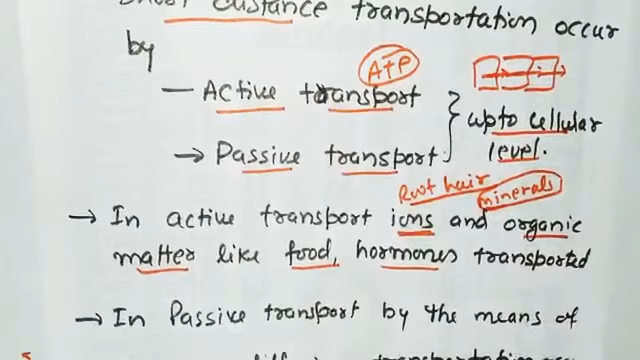 Short distance transportation occur
by
ATP
— Active transport
→ Passive transport
upto cellular
level.
Root hair
minerals
→ In active transport ions and organic
matter like food, hormones transported
→ In Passive transport by the means of